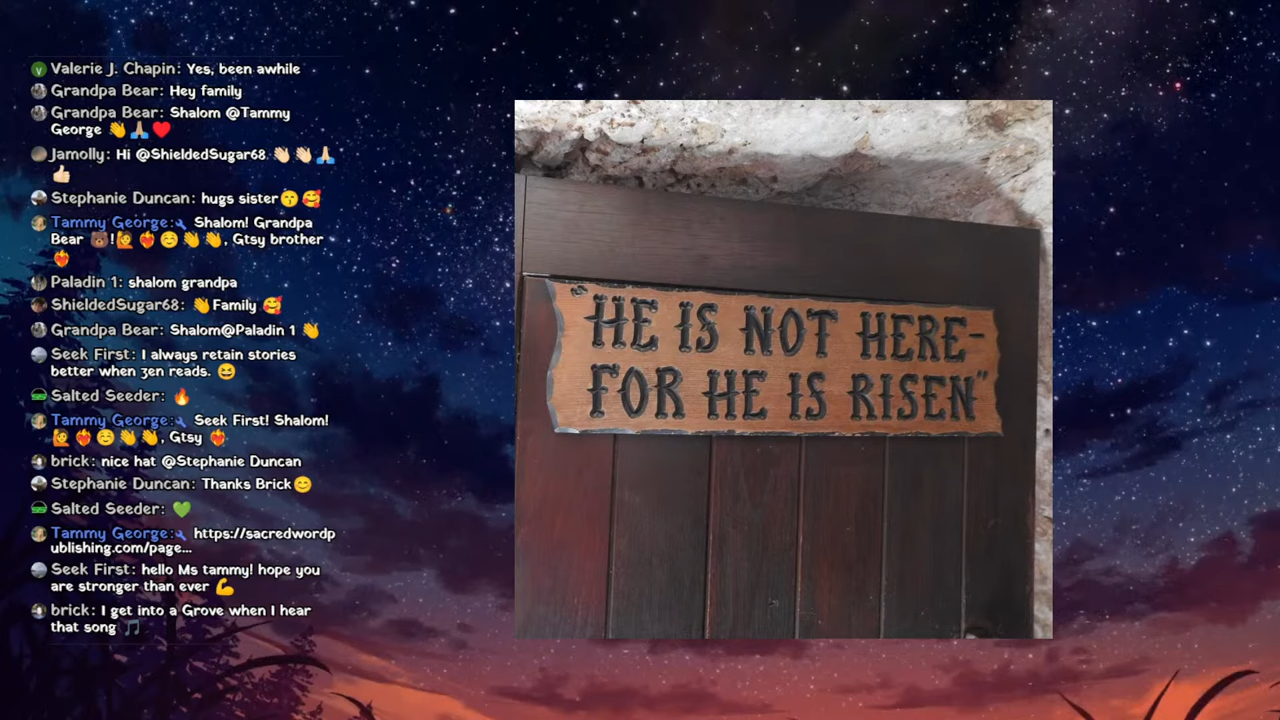 Valerie J. Chapin: Yes, been awhile
Grandpa Bear: Hey family
Grandpa Bear: Shalom @Tammy
George 👋🙏🏼❤️
Jamolly: Hi @ShieldedSugar68 👋🏻👋🏻🙏🏻
👍🏻
Stephanie Duncan: hugs sister😙🥰
Tammy George: Shalom! Grandpa
Bear 🐻!🙋❤️‍🔥☺️👋👋, Gtsy brother
❤️‍🔥
Paladin 1: shalom grandpa
ShieldedSugar68: 👋Family 🥰
Grandpa Bear: Shalom@Paladin 1 👋
Seek First: I always retain stories
better when zen reads. 😆
Salted Seeder: 🔥
Tammy George: Seek First! Shalom!
🙋❤️‍🔥☺️👋👋, Gtsy ❤️‍🔥
brick: nice hat @Stephanie Duncan
Stephanie Duncan: Thanks Brick😊
Salted Seeder: 💚
Tammy George: https://sacredwordp
ublishing.com/page...
Seek First: hello Ms tammy! hope you
are stronger than ever 💪
brick: I get into a Grove when I hear
that song 🎵
"HE IS NOT HERE-
FOR HE IS RISEN"